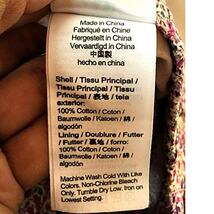 Made in China
Fabriqué en Chine
Hergestellt in China
Vervaardigd in China
中国製
hecho en china
Shell / Tissu Principal /
Tissu Principal / Tissu
Principal / 表地 / tela
exterior:
100% Cotton / Coton /
Baumwolle / Katoen / 綿 /
algodón
Lining / Doublure / Futter
/ Futter / 裏地 / forro:
100% Cotton / Coton /
Baumwolle / Katoen / 綿 /
algodón
Machine Wash Cold With Like
Colors. Non-Chlorine Bleach
Only. Tumble Dry Low. Iron on
Lowest Setting.